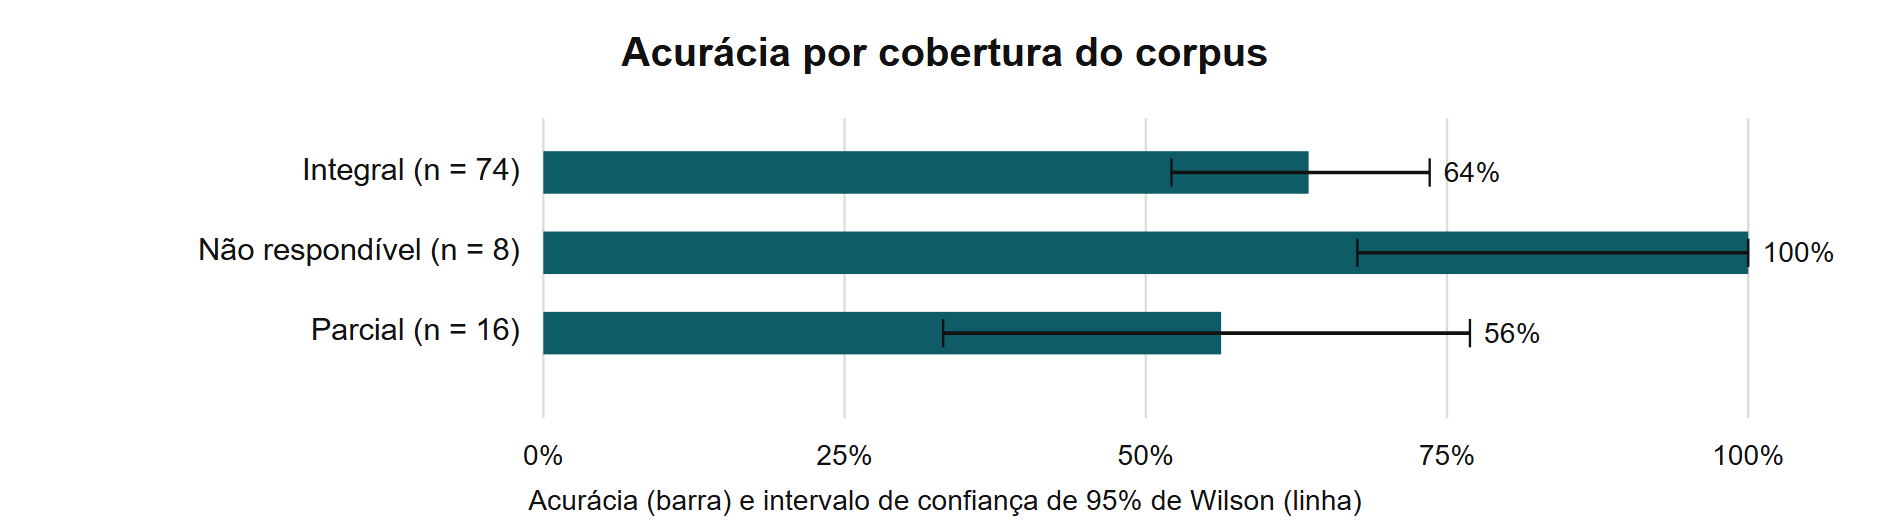 Acurácia por cobertura do corpus
Integral (n = 74)
64%
Não respondível (n = 8)
100%
Parcial (n = 16)
56%
0%
25%
50%
75%
100%
Acurácia (barra) e intervalo de confiança de 95% de Wilson (linha)